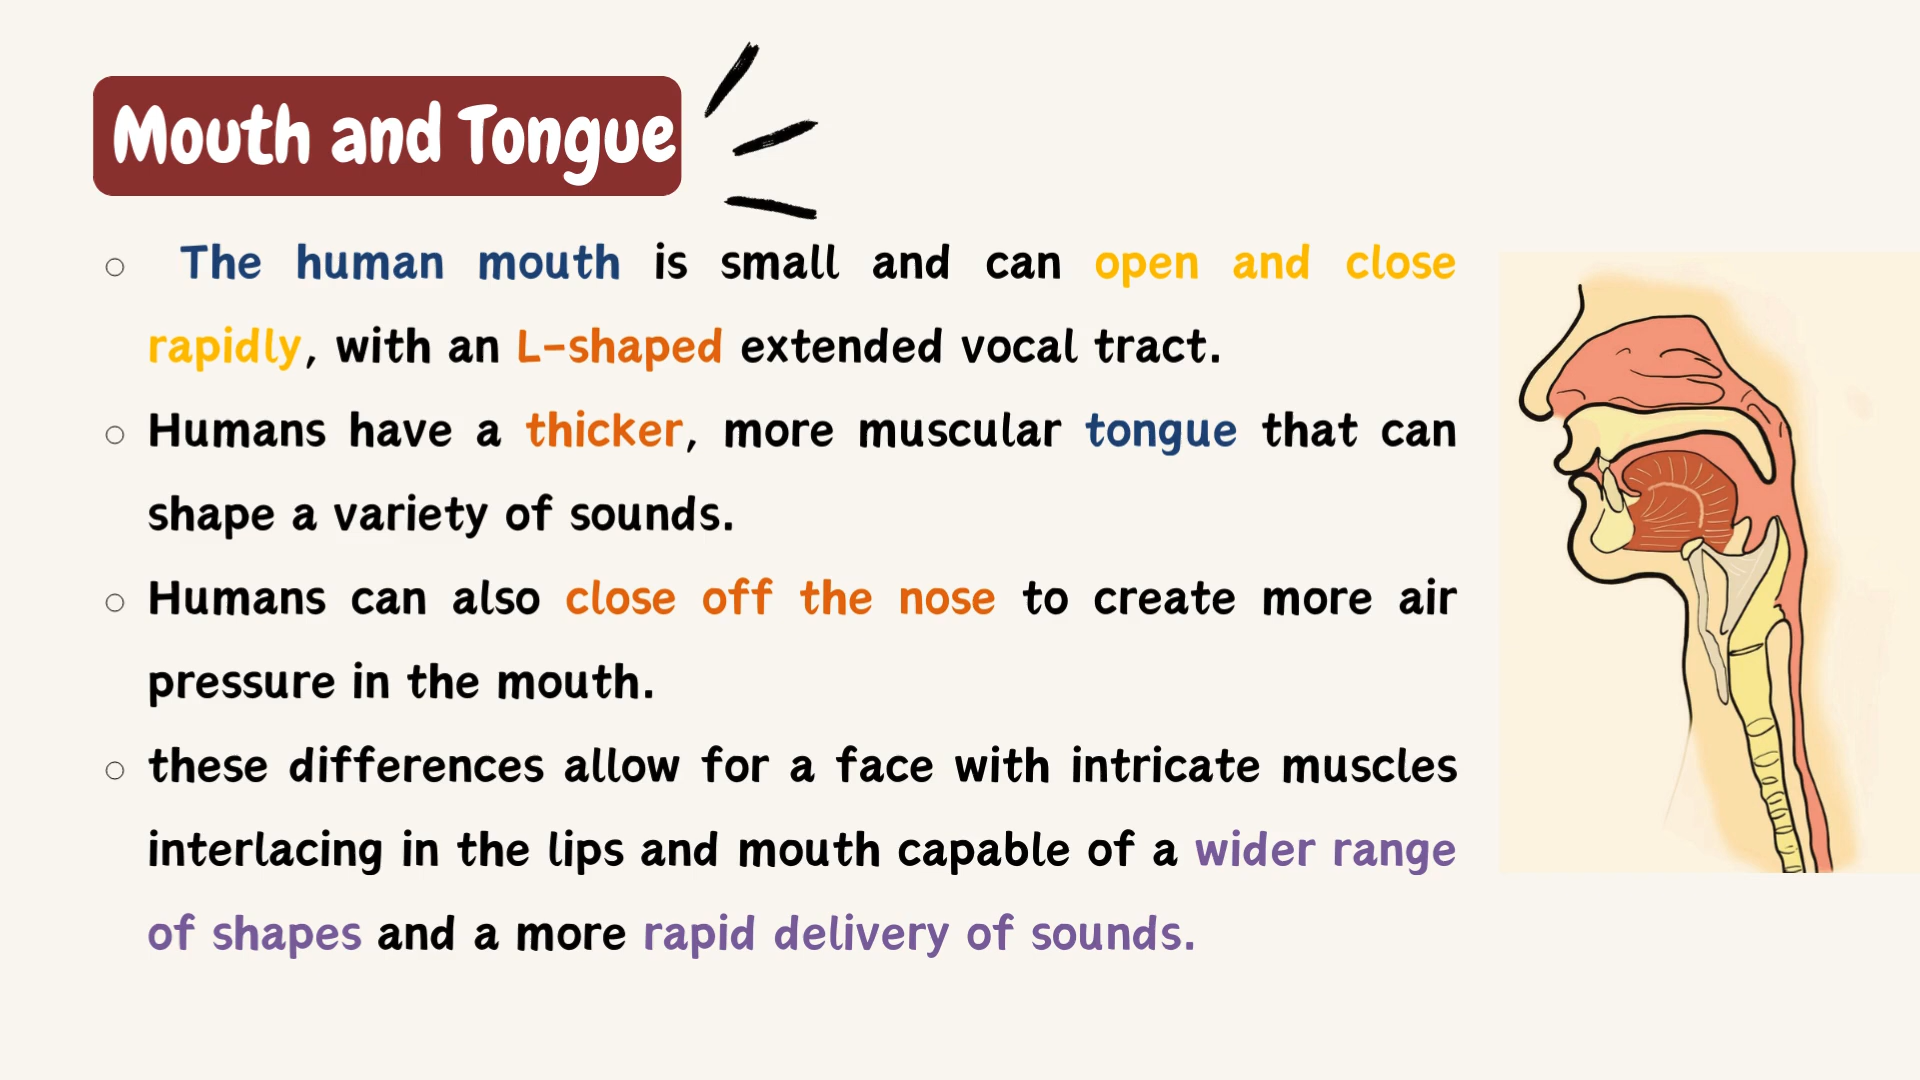 Mouth and Tongue
The human mouth is small and can open and close
rapidly, with an L-shaped extended vocal tract.
Humans have a thicker, more muscular tongue that can
shape a variety of sounds.
Humans can also close off the nose to create more air
pressure in the mouth.
these differences allow for a face with intricate muscles
interlacing in the lips and mouth capable of a wider range
of shapes and a more rapid delivery of sounds.